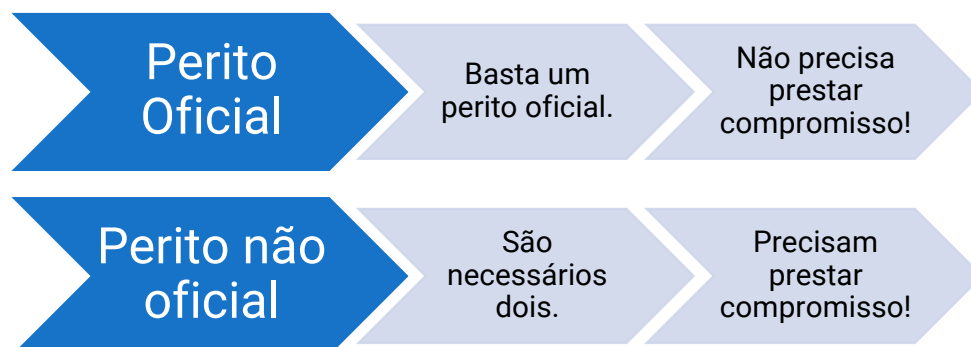 Perito
Oficial
Basta um
perito oficial.
Não precisa
prestar
compromisso!
Perito não
oficial
São
necessários
dois.
Precisam
prestar
compromisso!